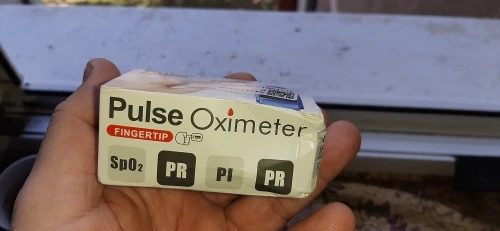 Pulse Oximeter
FINGERTIP
SpO₂ PR PI PR